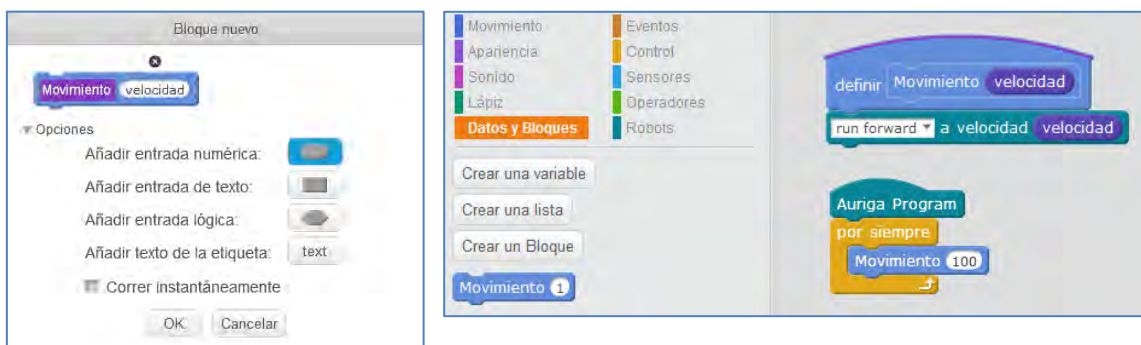 Bloque nuevo
Movimiento velocidad
Opciones
Añadir entrada numérica:
Añadir entrada de texto:
Añadir entrada lógica:
Añadir texto de la etiqueta: text
Correr instantáneamente
OK Cancelar
Movimiento Eventos
Apariencia Control
Sonido Sensores
Lápiz Operadores
Datos y Bloques Robots
Crear una variable
Crear una lista
Crear un Bloque
Movimiento 1
definir Movimiento velocidad
run forward a velocidad velocidad
Auriga Program
por siempre
Movimiento 100